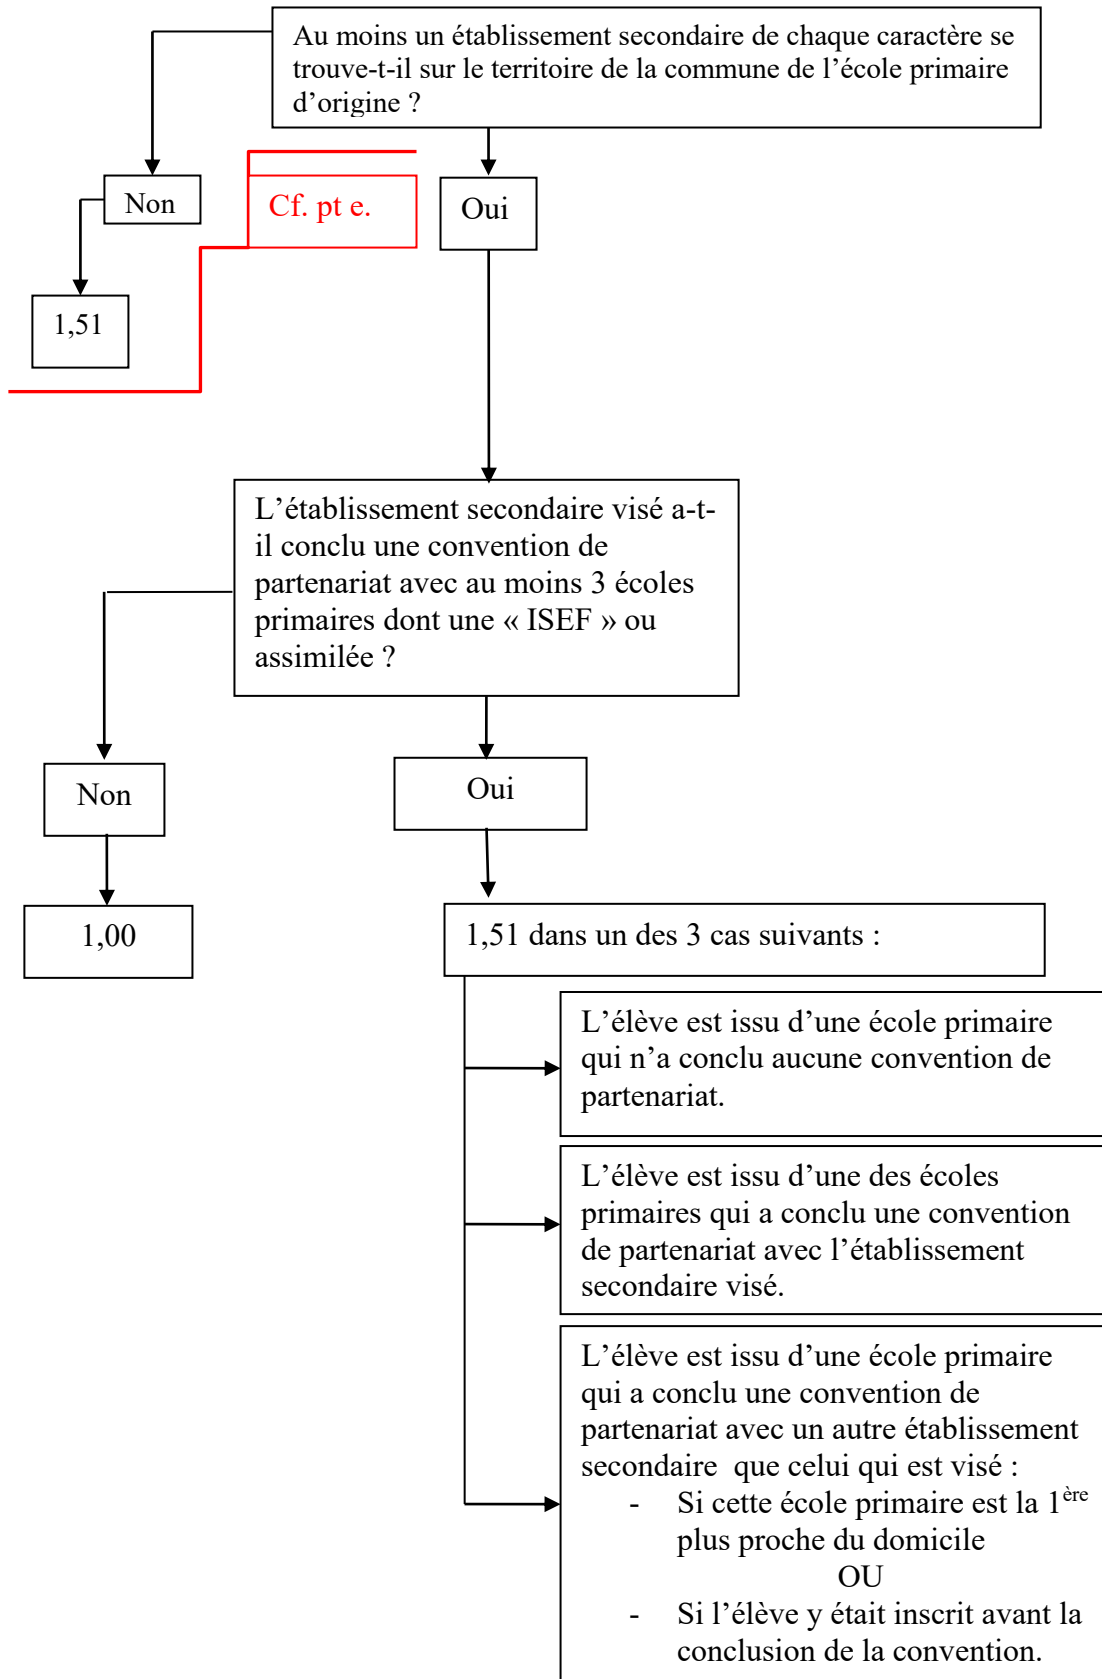 Au moins un établissement secondaire de chaque caractère se
trouve-t-il sur le territoire de la commune de l’école primaire
d’origine ?
Non
Cf. pt e.
Oui
1,51
L’établissement secondaire visé a-t-
il conclu une convention de
partenariat avec au moins 3 écoles
primaires dont une « ISEF » ou
assimilée ?
Non
Oui
1,00
1,51 dans un des 3 cas suivants :
L’élève est issu d’une école primaire
qui n’a conclu aucune convention de
partenariat.
L’élève est issu d’une des écoles
primaires qui a conclu une convention
de partenariat avec l’établissement
secondaire visé.
L’élève est issu d’une école primaire
qui a conclu une convention de
partenariat avec un autre établissement
secondaire que celui qui est visé :
- Si cette école primaire est la 1ère
plus proche du domicile
OU
- Si l’élève y était inscrit avant la
conclusion de la convention.